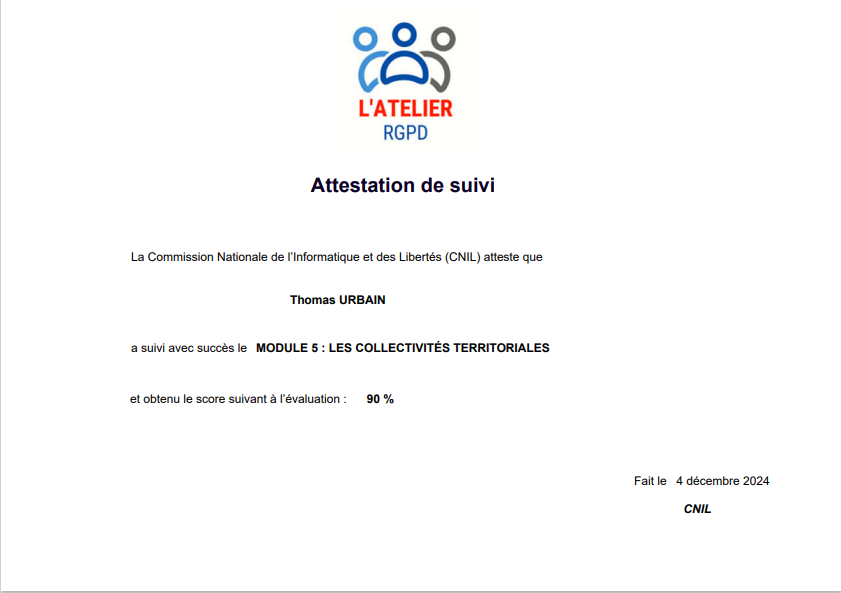 L'ATELIER
RGPD
Attestation de suivi
La Commission Nationale de l'Informatique et des Libertés (CNIL) atteste que
Thomas URBAIN
a suivi avec succès le MODULE 5 : LES COLLECTIVITÉS TERRITORIALES
et obtenu le score suivant à l'évaluation : 90 %
Fait le 4 décembre 2024
CNIL